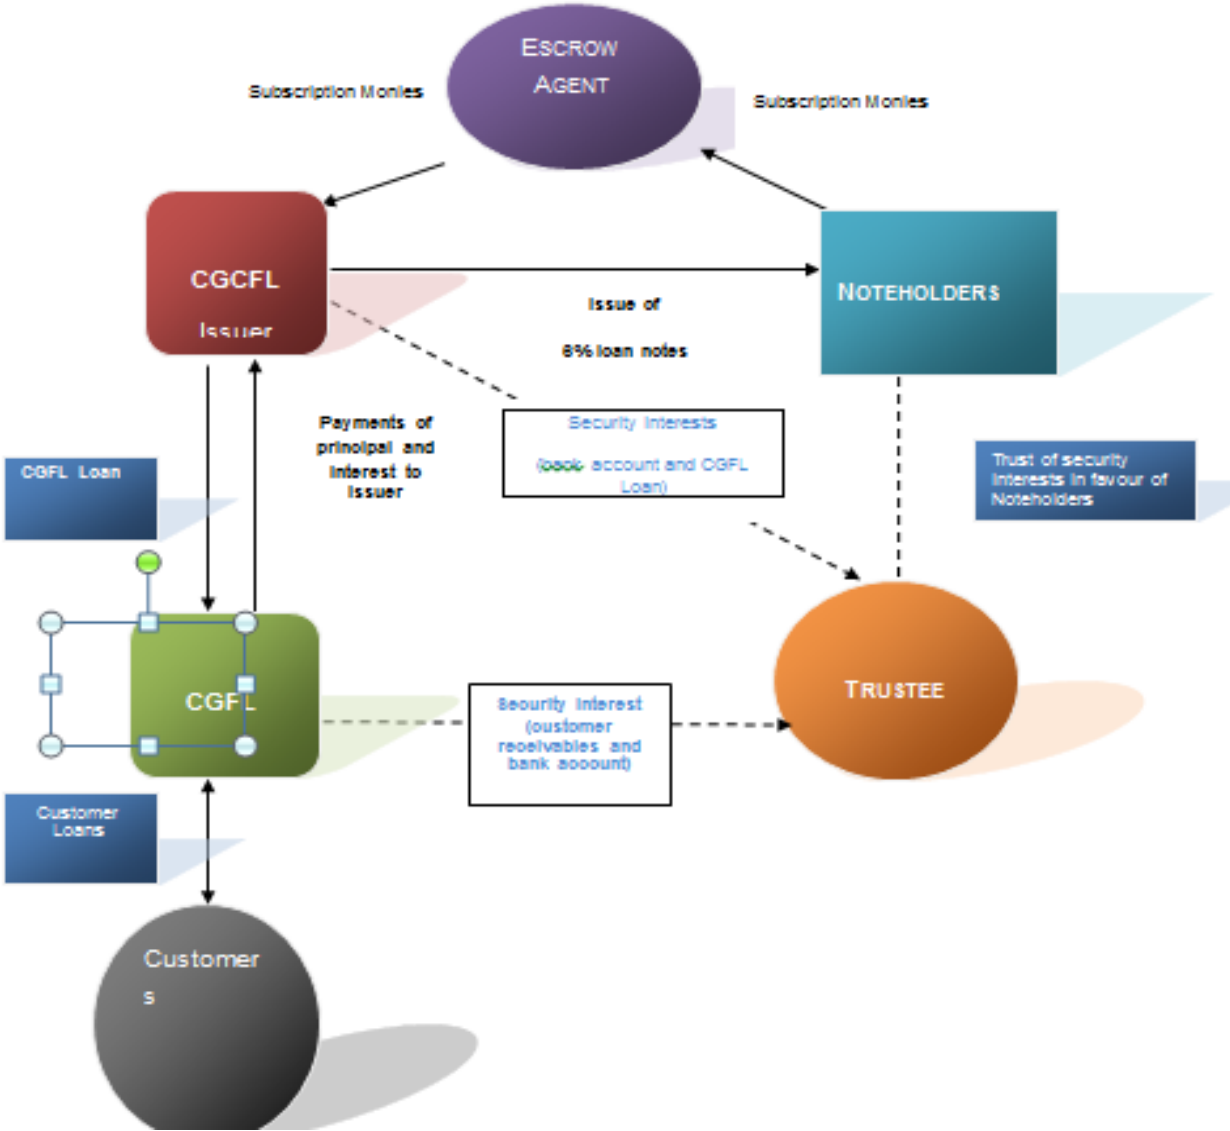 ESCROW
AGENT
Subscription Monies
Subscription Monies
CGCFL
Issuer
NOTEHOLDERS
Issue of
6% loan notes
Payments of
principal and
interest to
Issuer
Security Interests
(back account and CGFL
Loan)
CGFL Loan
Trust of security
interests in favour of
Noteholders
CGFL
Security Interest
(customer
receivables and
bank account)
TRUSTEE
Customer
Loans
Customer
s